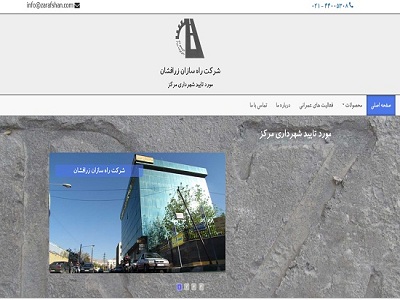 info@zarafshan.com
۰۲۱ - ۴۴۰۰۵۳۰۸
شرکت راه سازان زرافشان
مورد تایید شهرداری مرکز
صفحه اصلی محصولات فعالیت های عمرانی درباره ما تماس با ما
مورد تایید شهرداری مرکز
شرکت راه سازان زرافشان